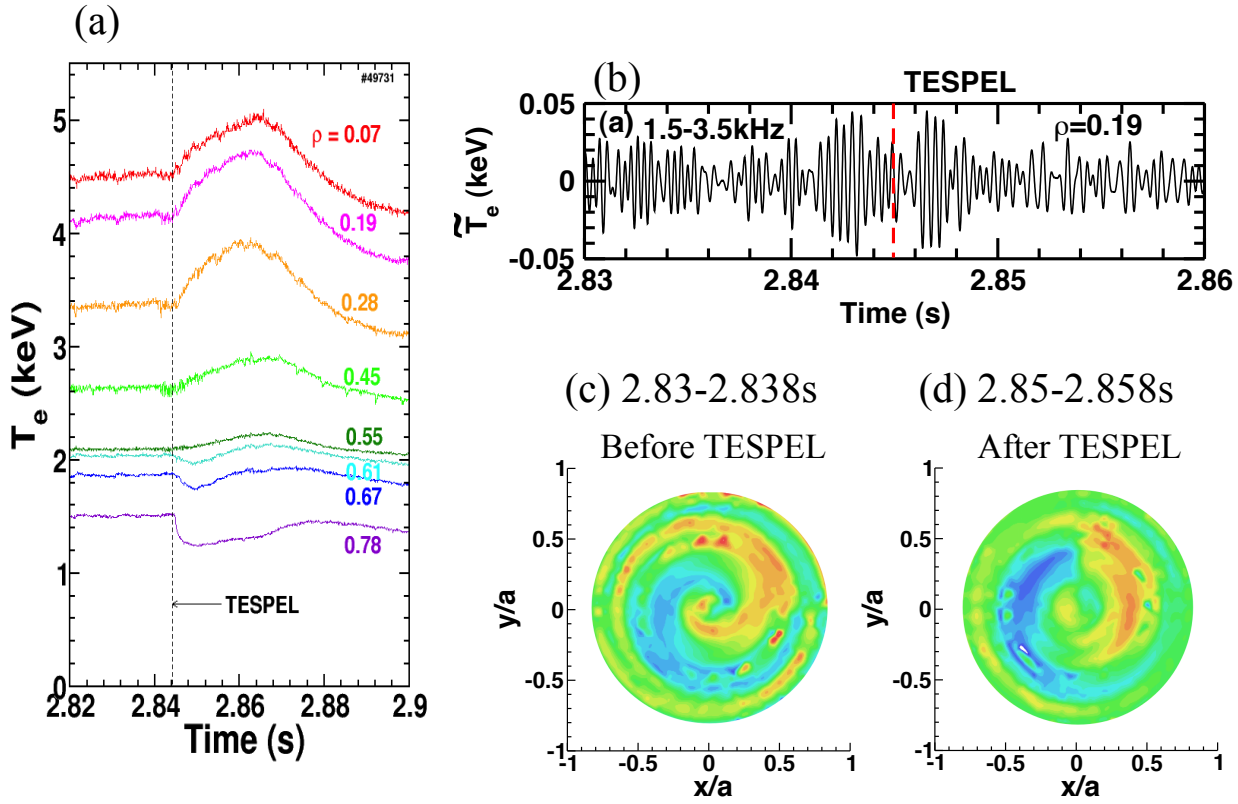 (a)
#49731
5
ρ = 0.07
4
0.19
0.28
3
0.45
0.55
2
0.61
0.67
0.78
1
TESPEL
0
2.82 2.84 2.86 2.88 2.9
Time (s)
T_e (keV)
(b) TESPEL
0.05
(a) 1.5-3.5kHz ρ=0.19
0
-0.05
2.83 2.84 2.85 2.86
Time (s)
T̃_e (keV)
(c) 2.83-2.838s
Before TESPEL
1
0.5
0
-0.5
-1
-1 -0.5 0 0.5 1
x/a
y/a
(d) 2.85-2.858s
After TESPEL
1
0.5
0
-0.5
-1
-1 -0.5 0 0.5 1
x/a
y/a